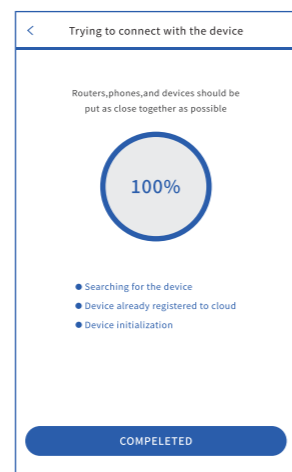 Trying to connect with the device
Routers,phones,and devices should be
put as close together as possible
100%
Searching for the device
Device already registered to cloud
Device initialization
COMPELETED